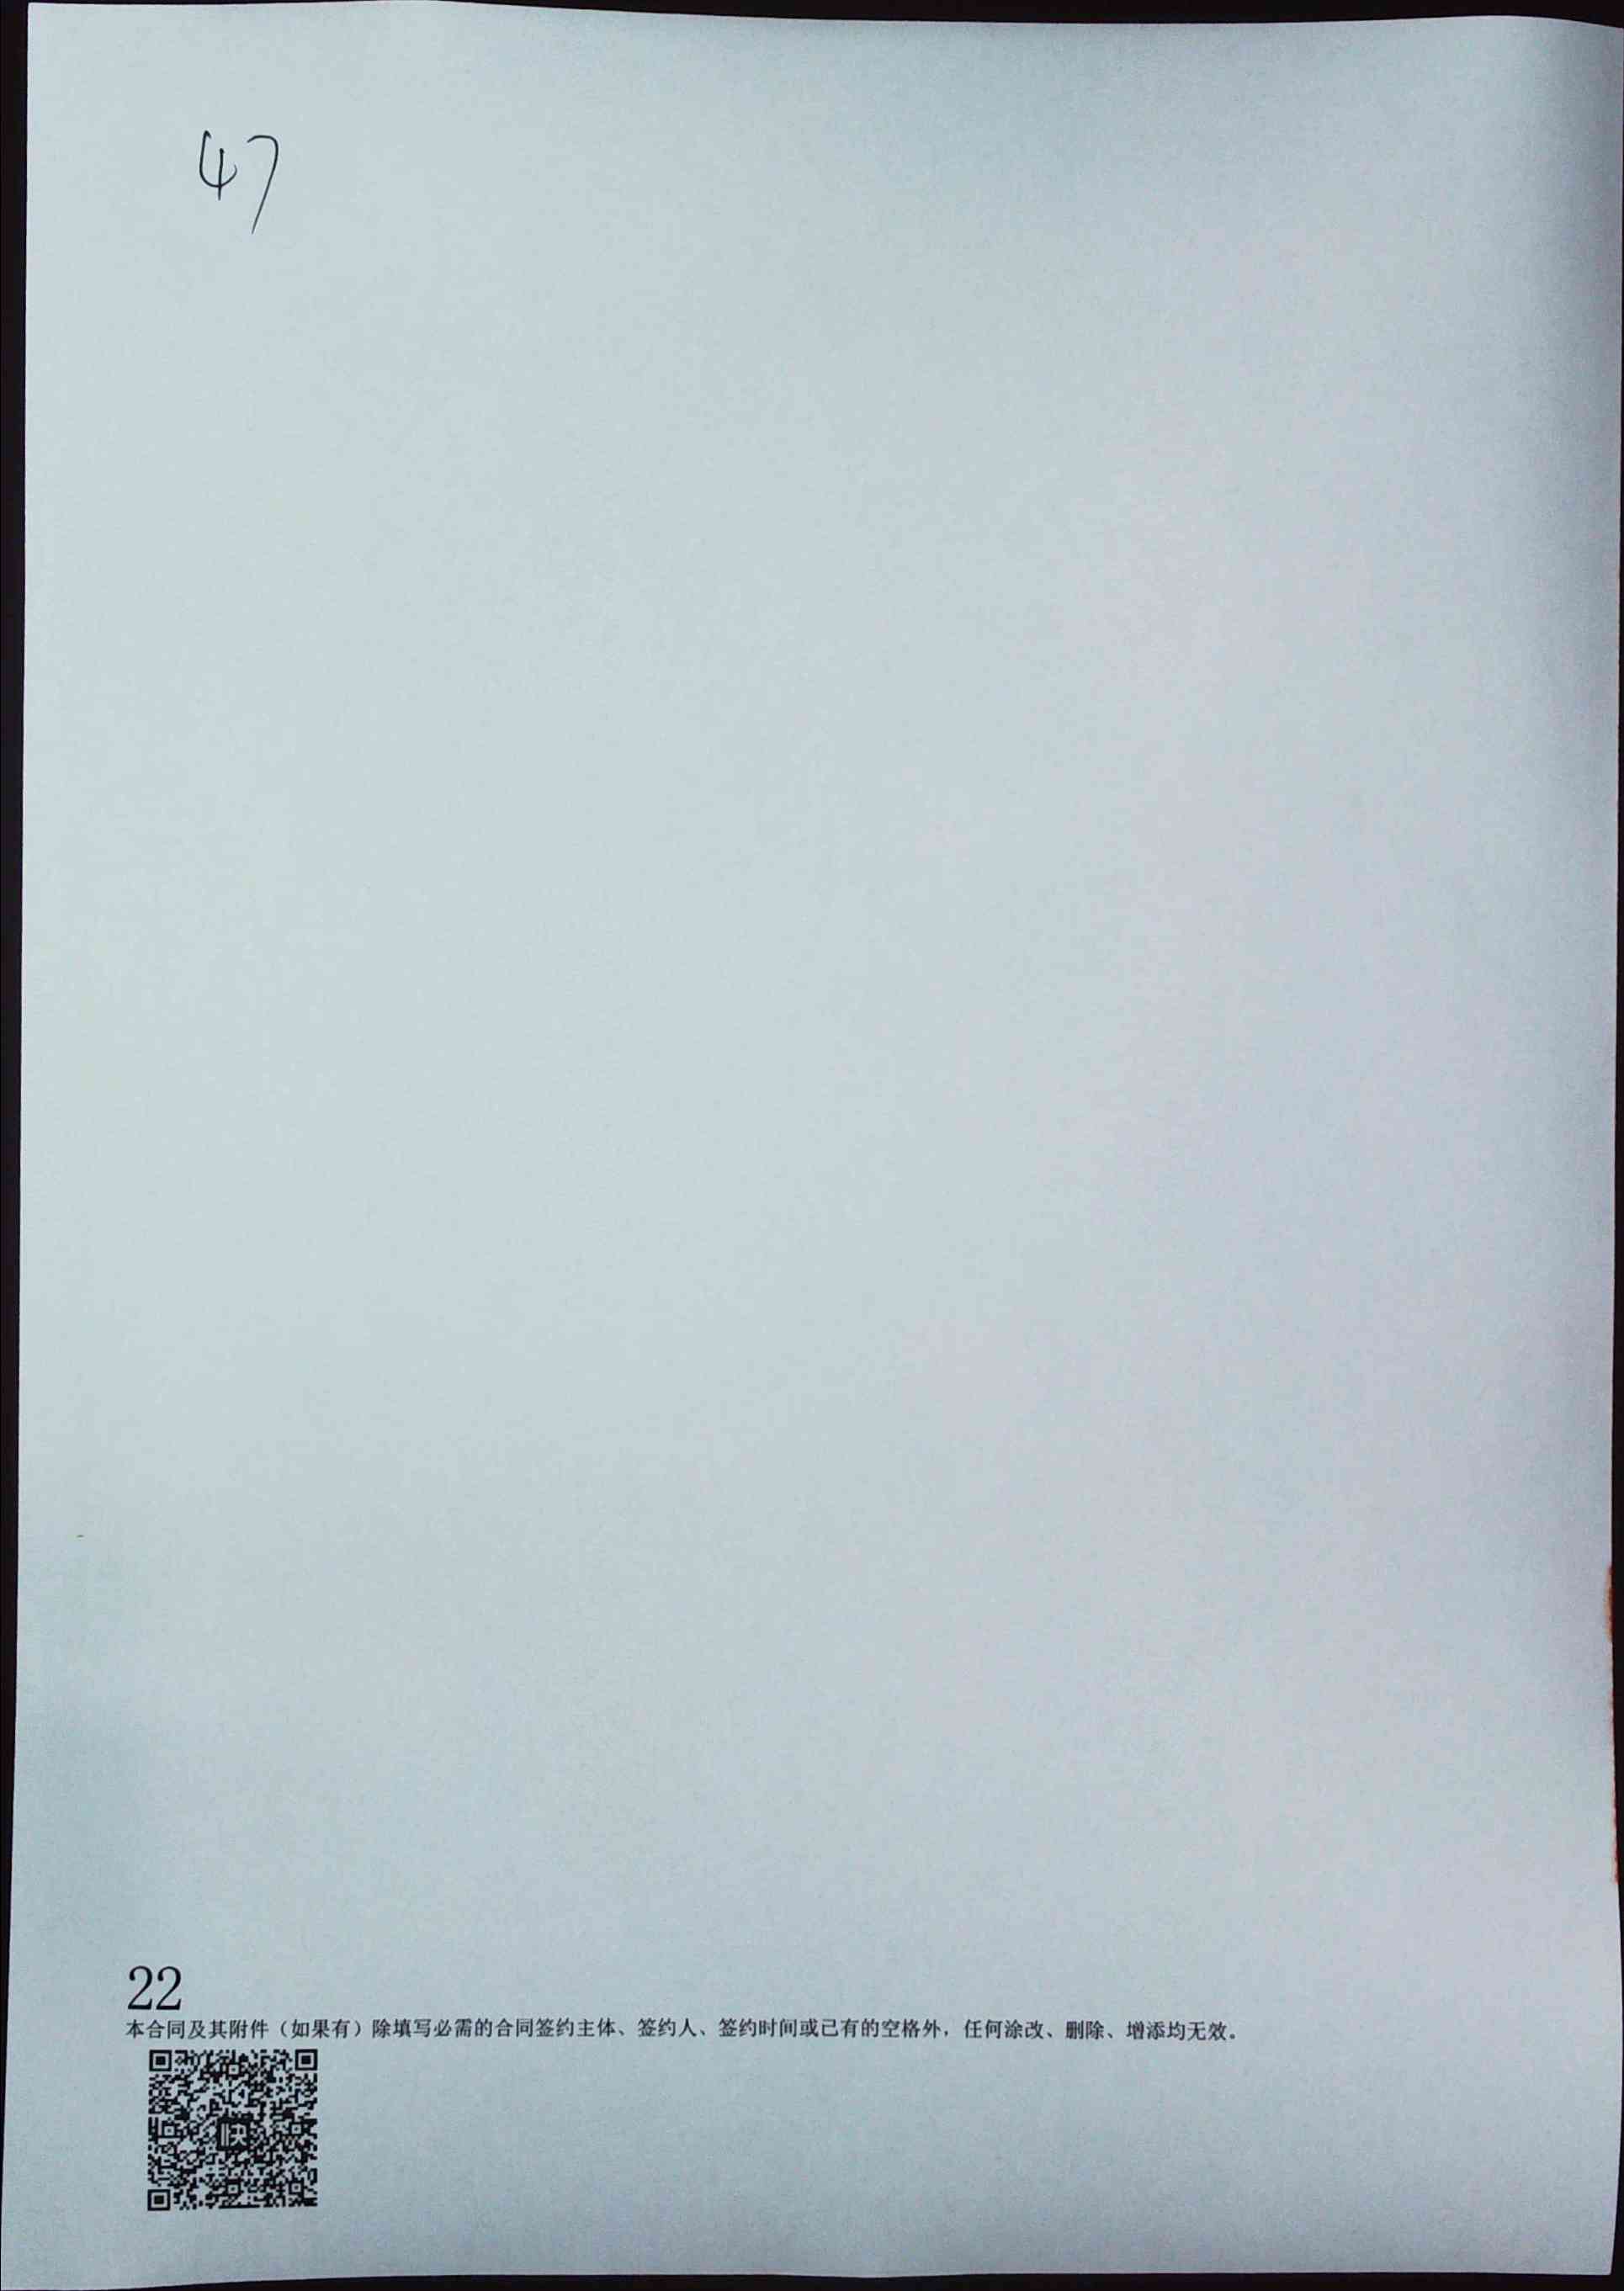 47
22
本合同及其附件（如果有）除填写必需的合同签约主体、签约人、签约时间或已有的空格外，任何涂改、删除、增添均无效。
快